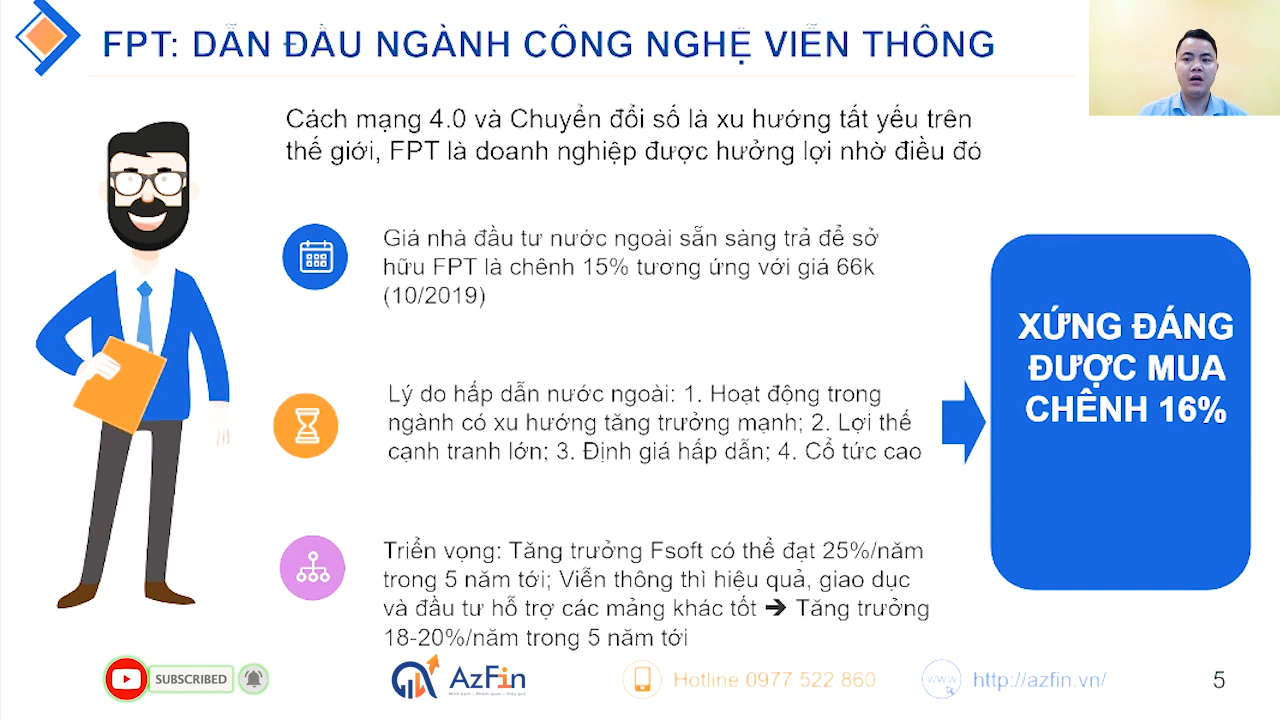 FPT: DẪN ĐẦU NGÀNH CÔNG NGHỆ VIỄN THÔNG
Cách mạng 4.0 và Chuyển đổi số là xu hướng tất yếu trên
thế giới, FPT là doanh nghiệp được hưởng lợi nhờ điều đó
Giá nhà đầu tư nước ngoài sẵn sàng trả để sở
hữu FPT là chênh 15% tương ứng với giá 66k
(10/2019)
Lý do hấp dẫn nước ngoài: 1. Hoạt động trong
ngành có xu hướng tăng trưởng mạnh; 2. Lợi thế
cạnh tranh lớn; 3. Định giá hấp dẫn; 4. Cổ tức cao
Triển vọng: Tăng trưởng Fsoft có thể đạt 25%/năm
trong 5 năm tới; Viễn thông thì hiệu quả, giao dục
và đầu tư hỗ trợ các mảng khác tốt ➔ Tăng trưởng
18-20%/năm trong 5 năm tới
XỨNG ĐÁNG
ĐƯỢC MUA
CHÊNH 16%
SUBSCRIBED
AzFin
Hotline 0977 522 860
www
http://azfin.vn/
5